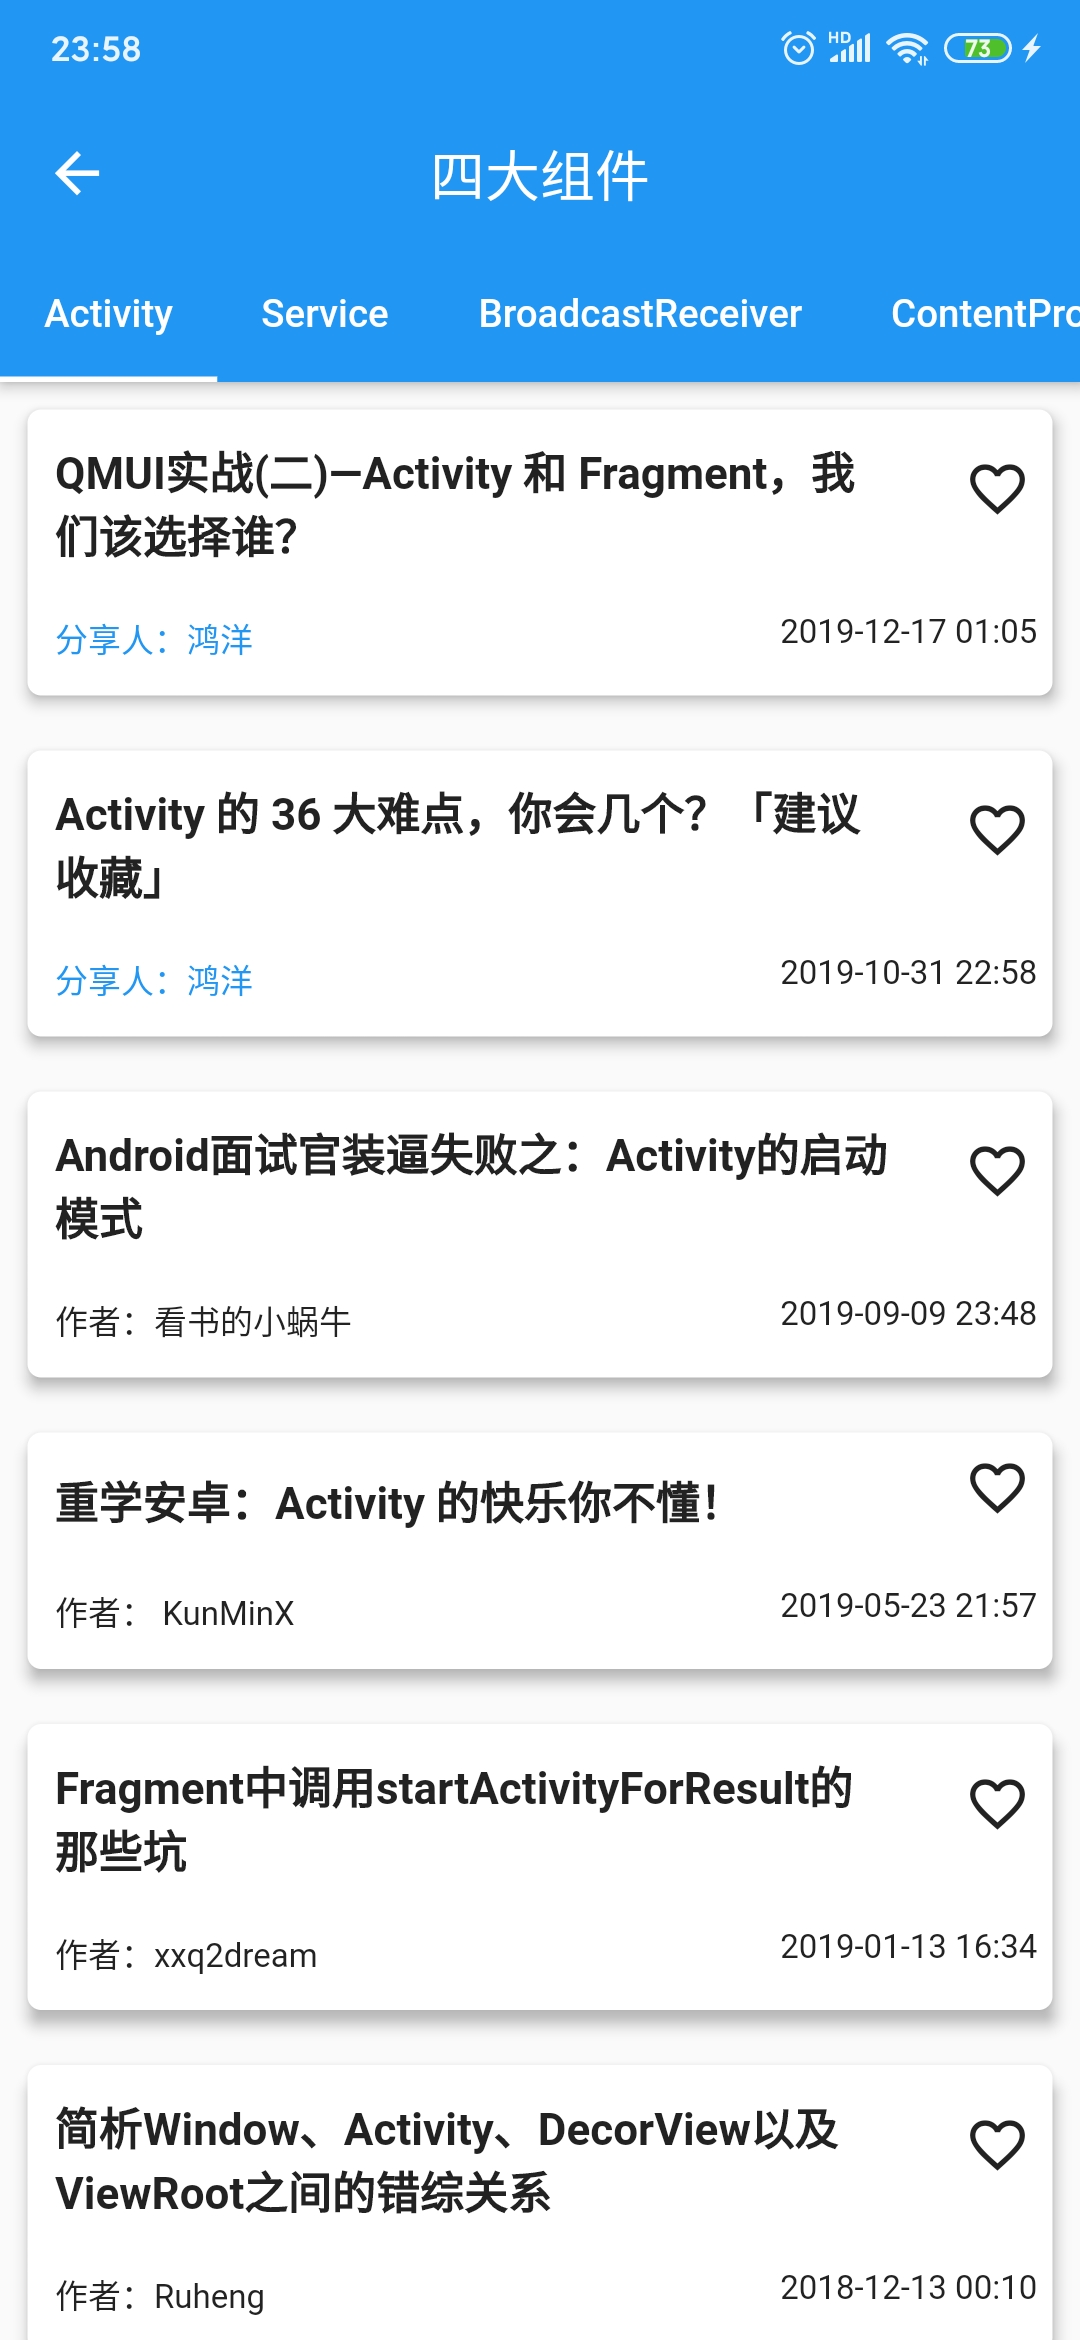 23:58
HD
73
四大组件
Activity
Service
BroadcastReceiver
ContentPro
QMUI实战(二)—Activity 和 Fragment，我
们该选择谁？
分享人：鸿洋
2019-12-17 01:05
Activity 的 36 大难点，你会几个？「建议
收藏」
分享人：鸿洋
2019-10-31 22:58
Android面试官装逼失败之：Activity的启动
模式
作者：看书的小蜗牛
2019-09-09 23:48
重学安卓：Activity 的快乐你不懂！
作者： KunMinX
2019-05-23 21:57
Fragment中调用startActivityForResult的
那些坑
作者：xxq2dream
2019-01-13 16:34
简析Window、Activity、DecorView以及
ViewRoot之间的错综关系
作者：Ruheng
2018-12-13 00:10